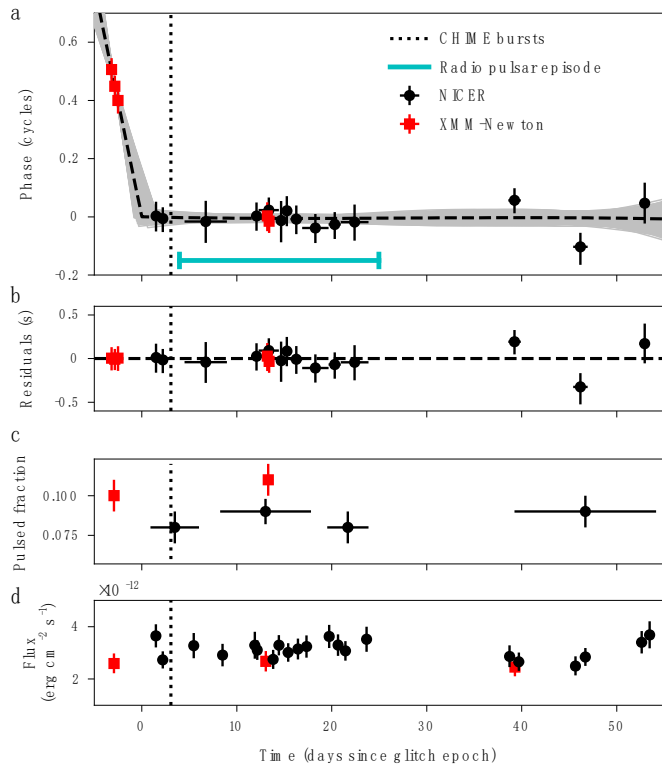 a
CHIME bursts
Radio pulsar episode
NICER
XMM-Newton
Phase (cycles)
0.6
0.4
0.2
0
−0.2
b
Residuals (s)
0.5
0
−0.5
c
Pulsed fraction
0.100
0.075
d
×10⁻¹²
Flux
(erg cm⁻² s⁻¹)
4
2
0 10 20 30 40 50
Time (days since glitch epoch)